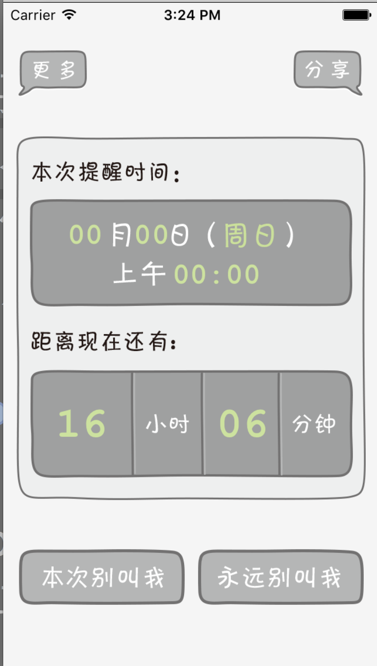 Carrier 3:24 PM
更多 分享
本次提醒时间：
00月00日（周日）
上午00:00
距离现在还有：
16 小时 06 分钟
本次别叫我 永远别叫我